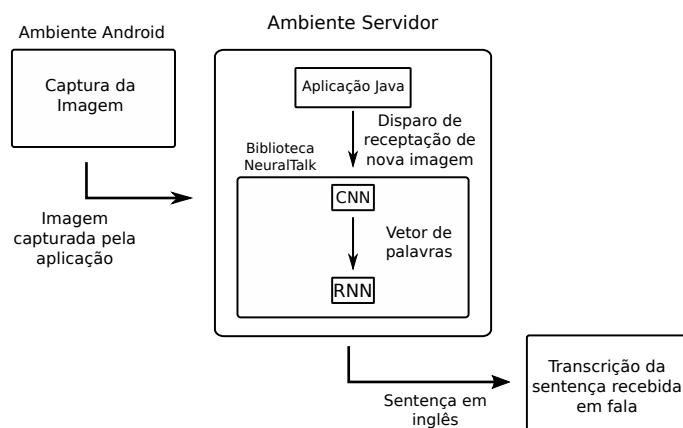 Ambiente Android
Captura da
Imagem
Imagem
capturada pela
aplicação
Ambiente Servidor
Aplicação Java
Disparo de
receptação de
nova imagem
Biblioteca
NeuralTalk
CNN
Vetor de
palavras
RNN
Sentença em
inglês
Transcrição da
sentença recebida
em fala